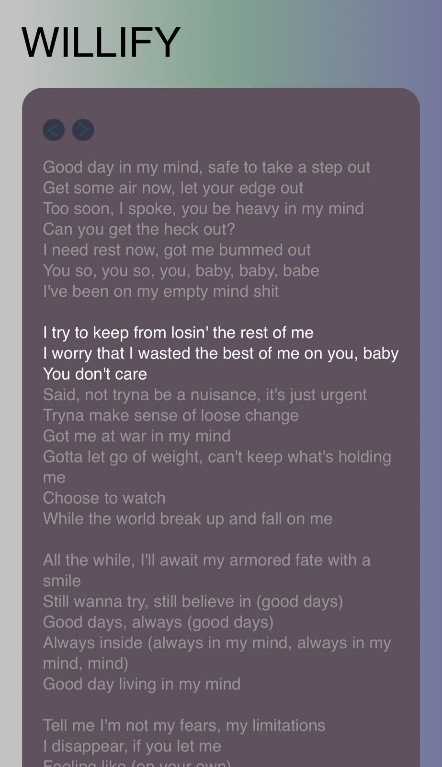 WILLIFY
Good day in my mind, safe to take a step out
Get some air now, let your edge out
Too soon, I spoke, you be heavy in my mind
Can you get the heck out?
I need rest now, got me bummed out
You so, you so, you, baby, baby, babe
I've been on my empty mind shit
I try to keep from losin' the rest of me
I worry that I wasted the best of me on you, baby
You don't care
Said, not tryna be a nuisance, it's just urgent
Tryna make sense of loose change
Got me at war in my mind
Gotta let go of weight, can't keep what's holding
me
Choose to watch
While the world break up and fall on me
All the while, I'll await my armored fate with a
smile
Still wanna try, still believe in (good days)
Good days, always (good days)
Always inside (always in my mind, always in my
mind, mind)
Good day living in my mind
Tell me I'm not my fears, my limitations
I disappear, if you let me
Feeling like (on your own)